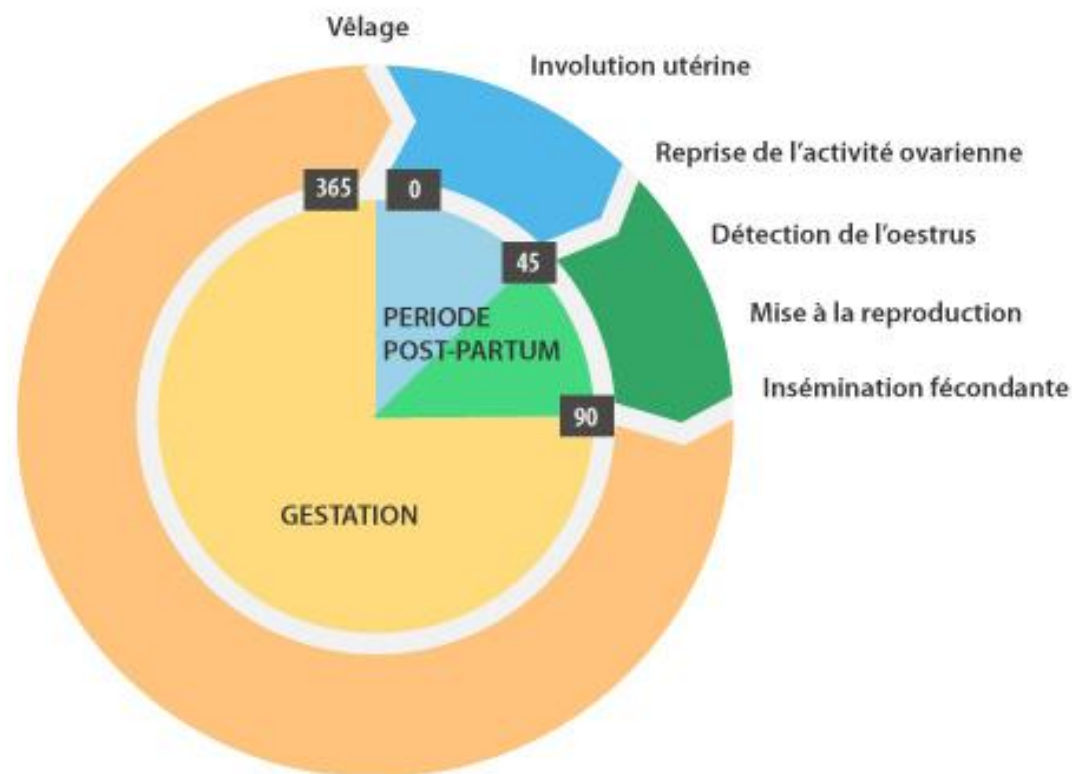 Vêlage
Involution utérine
Reprise de l'activité ovarienne
365
0
Détection de l'oestrus
45
PERIODE
POST-PARTUM
Mise à la reproduction
Insémination fécondante
90
GESTATION